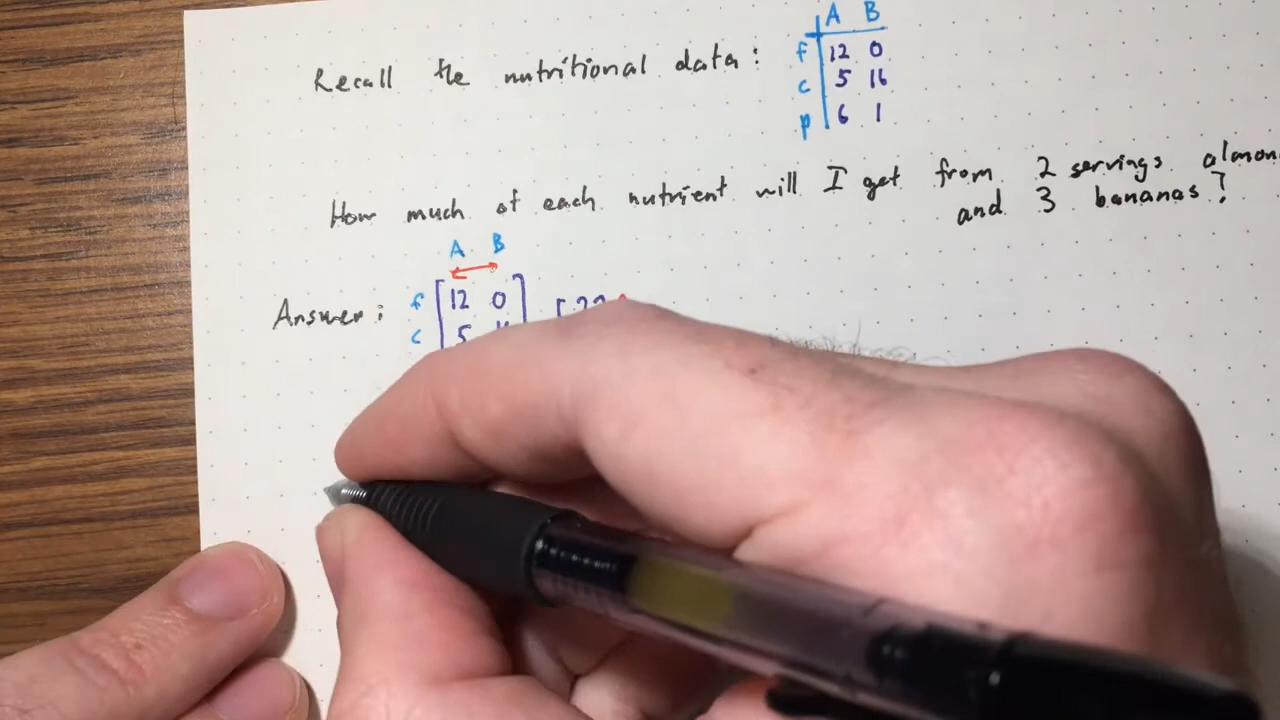 A B
Recall the nutritional data: f 12 0
c 5 16
p 6 1
How much of each nutrient will I get from 2 servings
and 3 bananas?
A B
Answer: f [12 0]
c 5